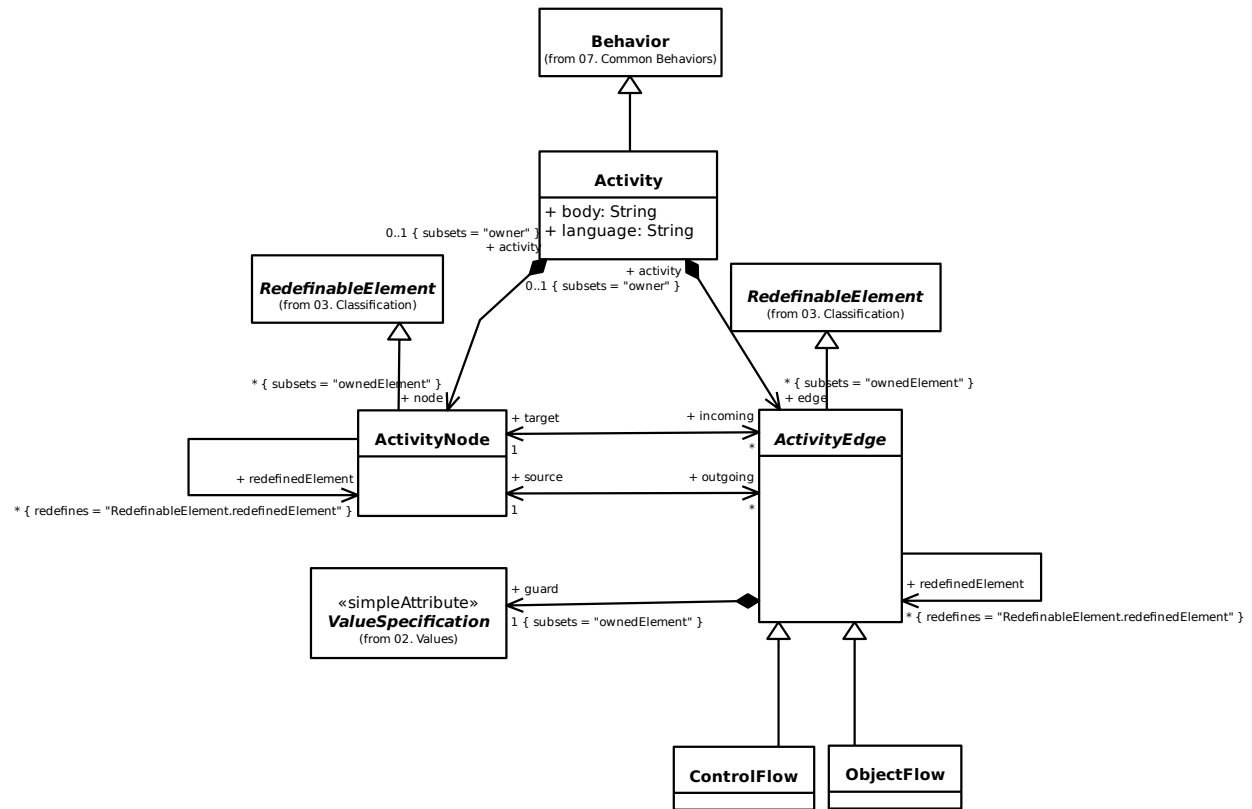 Behavior
(from 07. Common Behaviors)
Activity
+ body: String
+ language: String
0..1 { subsets = "owner" }
+ activity
+ activity
0..1 { subsets = "owner" }
RedefinableElement
(from 03. Classification)
RedefinableElement
(from 03. Classification)
* { subsets = "ownedElement" }
+ node
* { subsets = "ownedElement" }
+ edge
ActivityNode
+ target
1
+ incoming
*
ActivityEdge
+ source
1
+ outgoing
*
+ redefinedElement
* { redefines = "RedefinableElement.redefinedElement" }
«simpleAttribute»
ValueSpecification
(from 02. Values)
+ guard
1 { subsets = "ownedElement" }
+ redefinedElement
* { redefines = "RedefinableElement.redefinedElement" }
ControlFlow
ObjectFlow